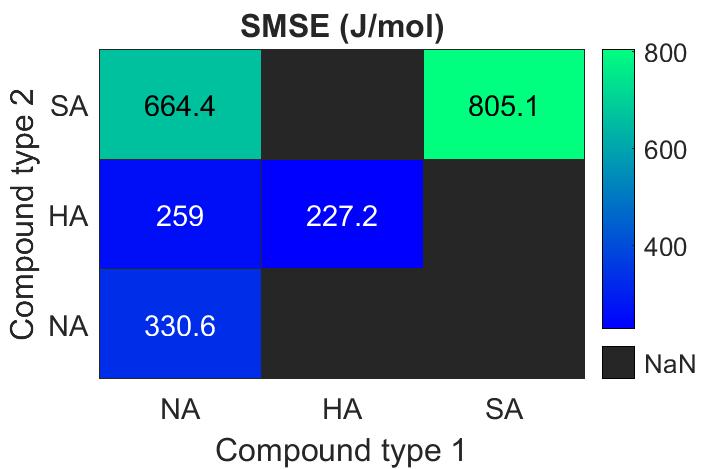 SMSE (J/mol)
Compound type 2
SA
664.4
805.1
HA
259
227.2
NA
330.6
NA
HA
SA
Compound type 1
800
600
400
NaN